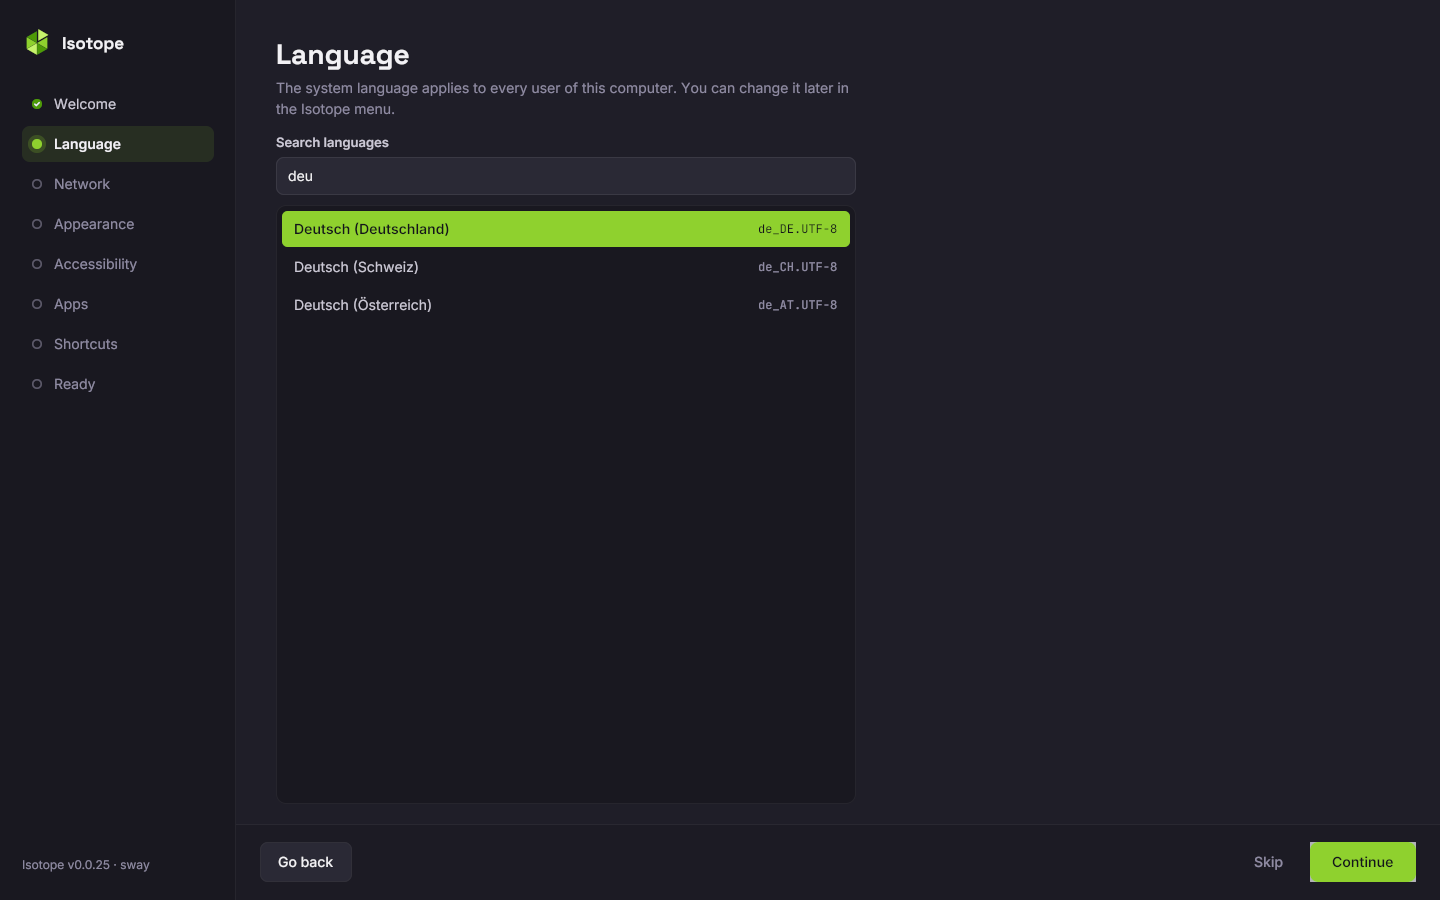 Isotope
Welcome
Language
Network
Appearance
Accessibility
Apps
Shortcuts
Ready
Isotope v0.0.25 · sway
Language
The system language applies to every user of this computer. You can change it later in
the Isotope menu.
Search languages
deu
Deutsch (Deutschland) de_DE.UTF-8
Deutsch (Schweiz) de_CH.UTF-8
Deutsch (Österreich) de_AT.UTF-8
Go back
Skip
Continue